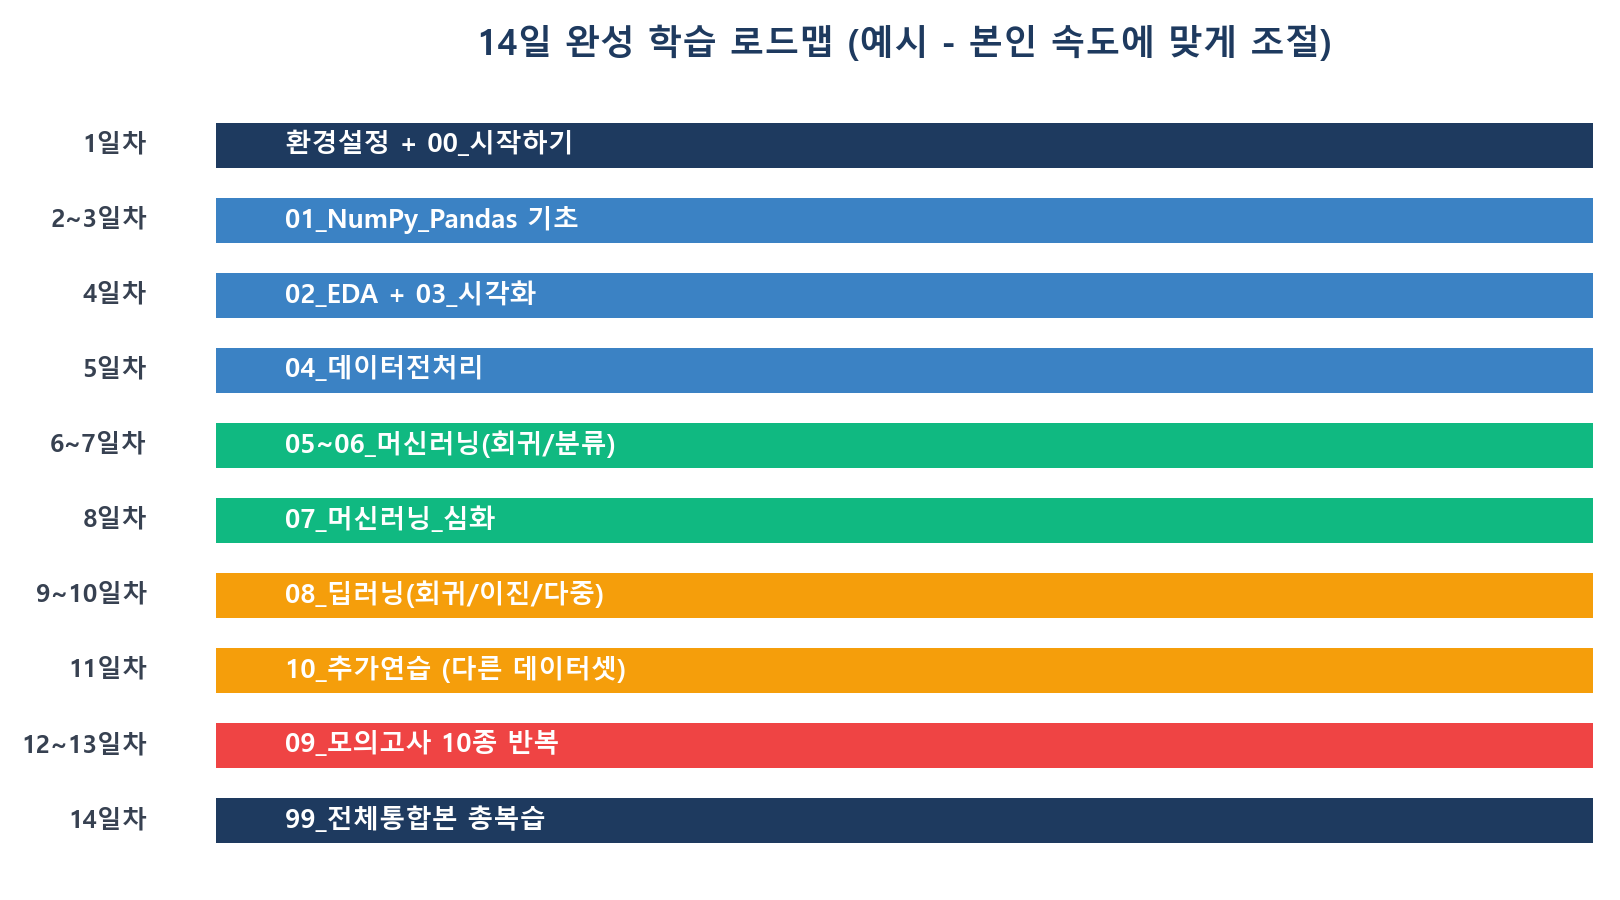 14일 완성 학습 로드맵 (예시 - 본인 속도에 맞게 조절)
1일차 환경설정 + 00_시작하기
2~3일차 01_NumPy_Pandas 기초
4일차 02_EDA + 03_시각화
5일차 04_데이터전처리
6~7일차 05~06_머신러닝(회귀/분류)
8일차 07_머신러닝_심화
9~10일차 08_딥러닝(회귀/이진/다중)
11일차 10_추가연습 (다른 데이터셋)
12~13일차 09_모의고사 10종 반복
14일차 99_전체통합본 총복습